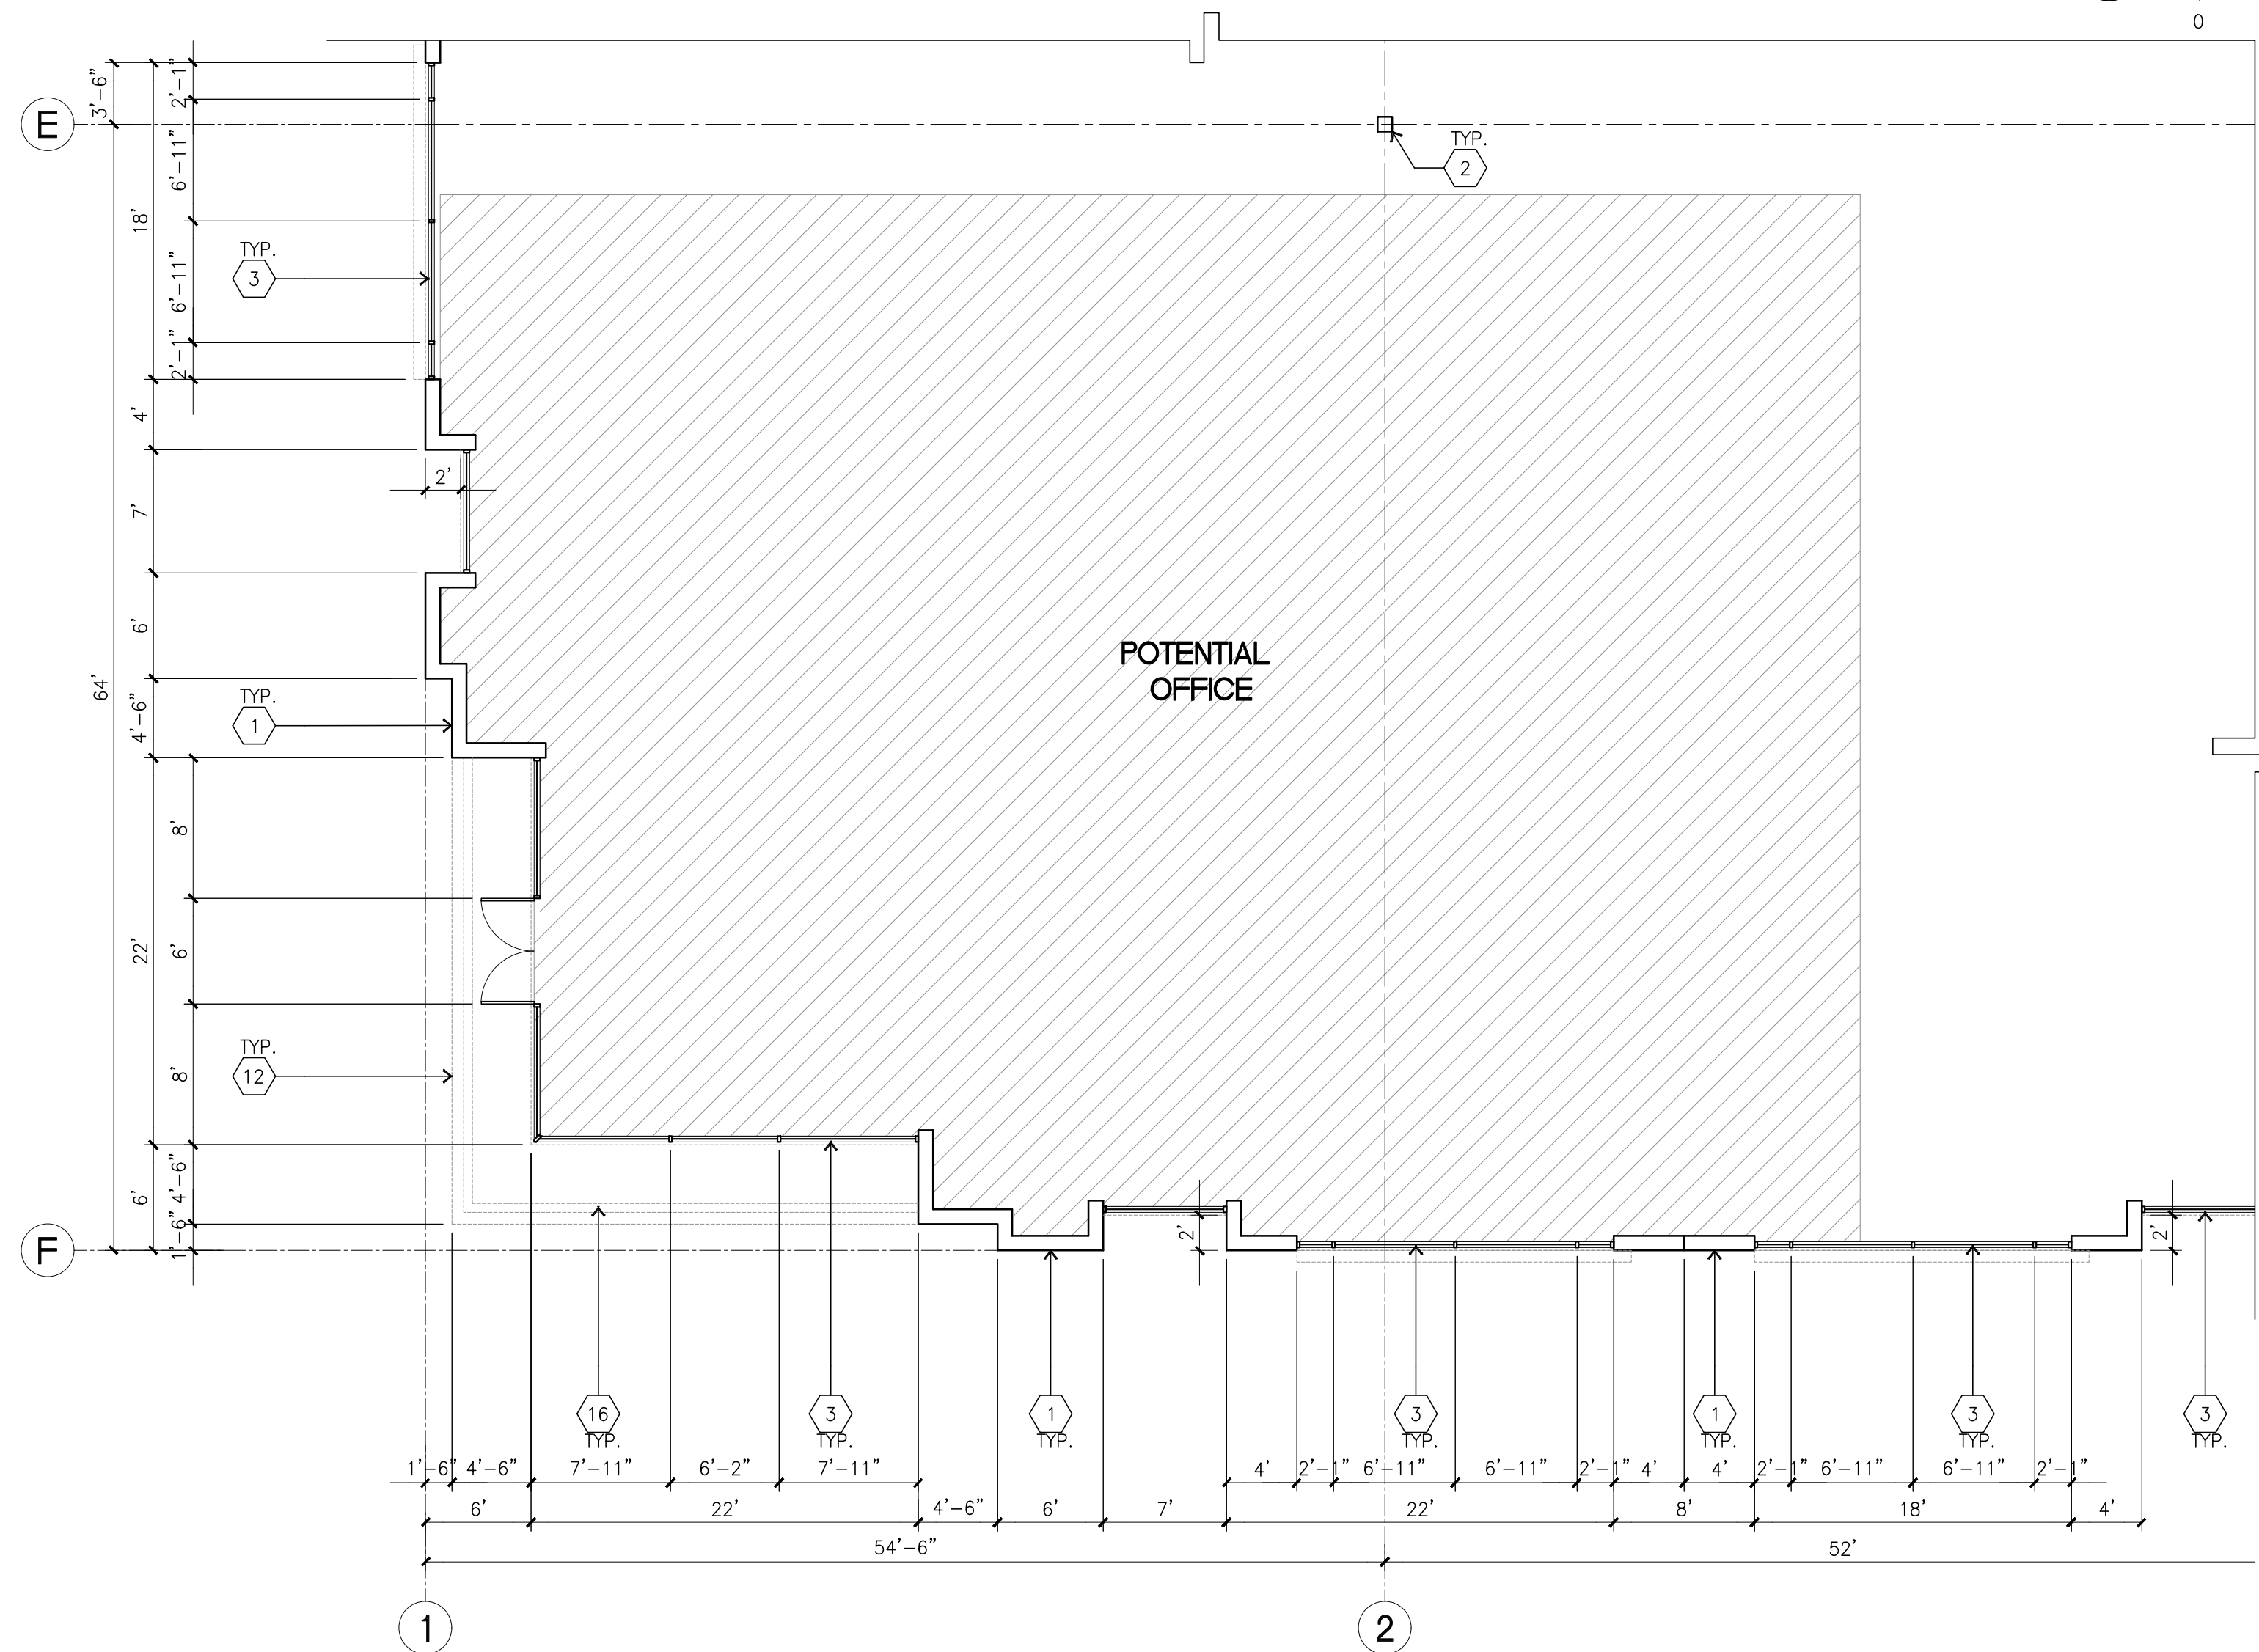 0
3'-6"
2'-1"
E
TYP.
2
6'-11"
18'
TYP.
3
6'-11"
2'-1"
4'
2'
7'
6'
POTENTIAL
OFFICE
64'
TYP.
1
4'-6"
8'
22'
6'
TYP.
12
8'
6'
4'-6"
1'-6"
F
2'
2'
16
TYP.
3
TYP.
1
TYP.
3
TYP.
1
TYP.
3
TYP.
3
TYP.
1'-6" 4'-6" 7'-11" 6'-2" 7'-11" 4' 2'-1" 6'-11" 6'-11" 2'-1" 4' 4' 2'-1" 6'-11" 6'-11" 2'-1"
6' 22' 4'-6" 6' 7' 22' 8' 18' 4'
54'-6" 52'
1 2